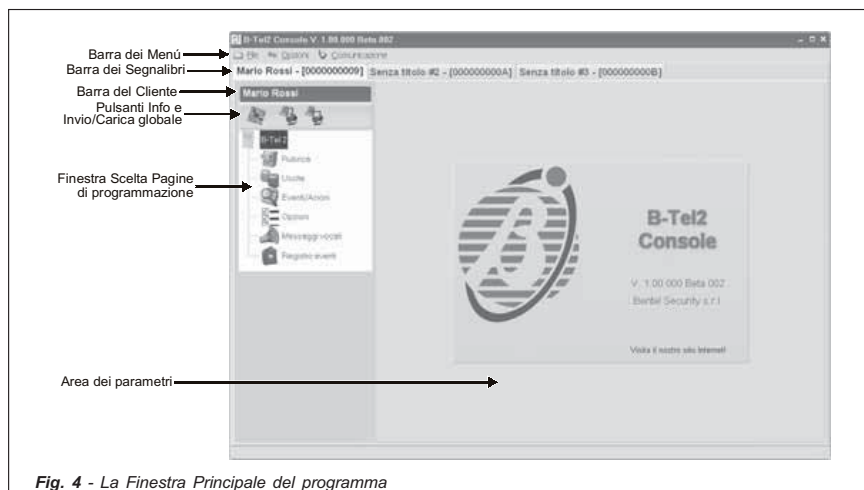 B-Tel2 Console V. 1.00.000 Beta 002
Barra dei Menú
File Opzioni Comunicazione
Barra dei Segnalibri
Mario Rossi - [0000000009] Senza titolo #2 - [000000000A] Senza titolo #3 - [000000000B]
Barra del Cliente
Mario Rossi
Pulsanti Info e
Invio/Carica globale
B-Tel 2
Rubrica
Uscite
Finestra Scelta Pagine
di programmazione
Eventi/Azioni
Opzioni
Messaggi vocali
Registro eventi
B-Tel2
Console
V. 1.00.000 Beta 002
Bentel Security s.r.l.
Visita il nostro sito Internet!
Area dei parametri
Fig. 4 - La Finestra Principale del programma